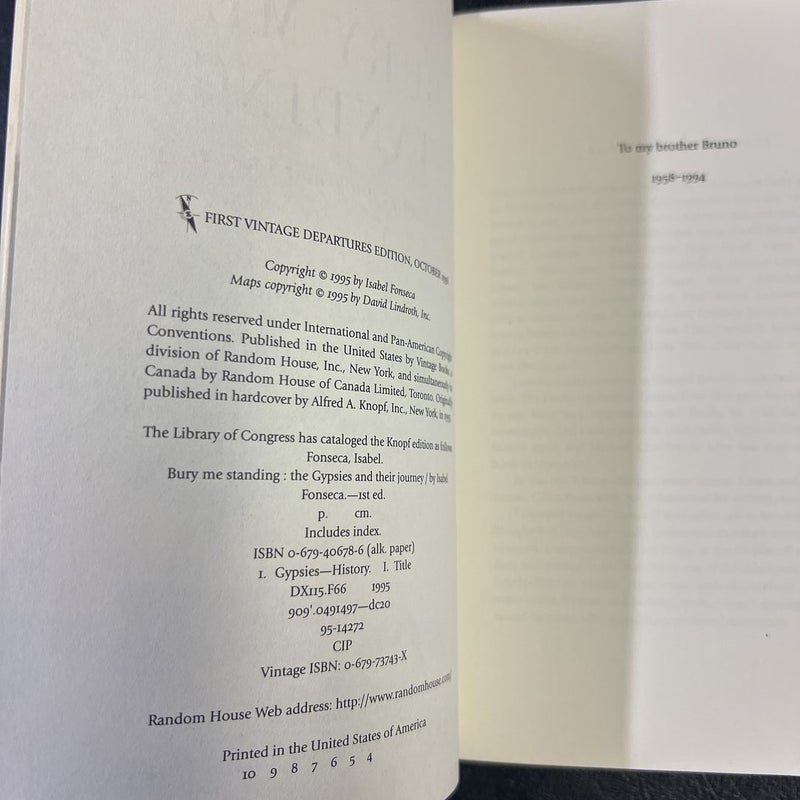 FIRST VINTAGE DEPARTURES EDITION, OCTOBER
Copyright © 1995 by Isabel Fonseca
Maps copyright © 1995 by David Lindroth, Inc.
All rights reserved under International and Pan-American Copyright
Conventions. Published in the United States by Vintage Books, a
division of Random House, Inc., New York, and simultaneously in
Canada by Random House of Canada Limited, Toronto. Originally
published in hardcover by Alfred A. Knopf, Inc., New York, in 1995.
The Library of Congress has cataloged the Knopf edition as follows:
Fonseca, Isabel.
Bury me standing : the Gypsies and their journey / by Isabel
Fonseca.—1st ed.
p. cm.
Includes index.
ISBN 0-679-40678-6 (alk. paper)
1. Gypsies—History. I. Title
DX115.F66 1995
909'.0491497—dc20
95-14272
CIP
Vintage ISBN: 0-679-73743-X
Random House Web address: http://www.randomhouse.com/
Printed in the United States of America
10 9 8 7 6 5 4
To my brother Bruno
1958–1994